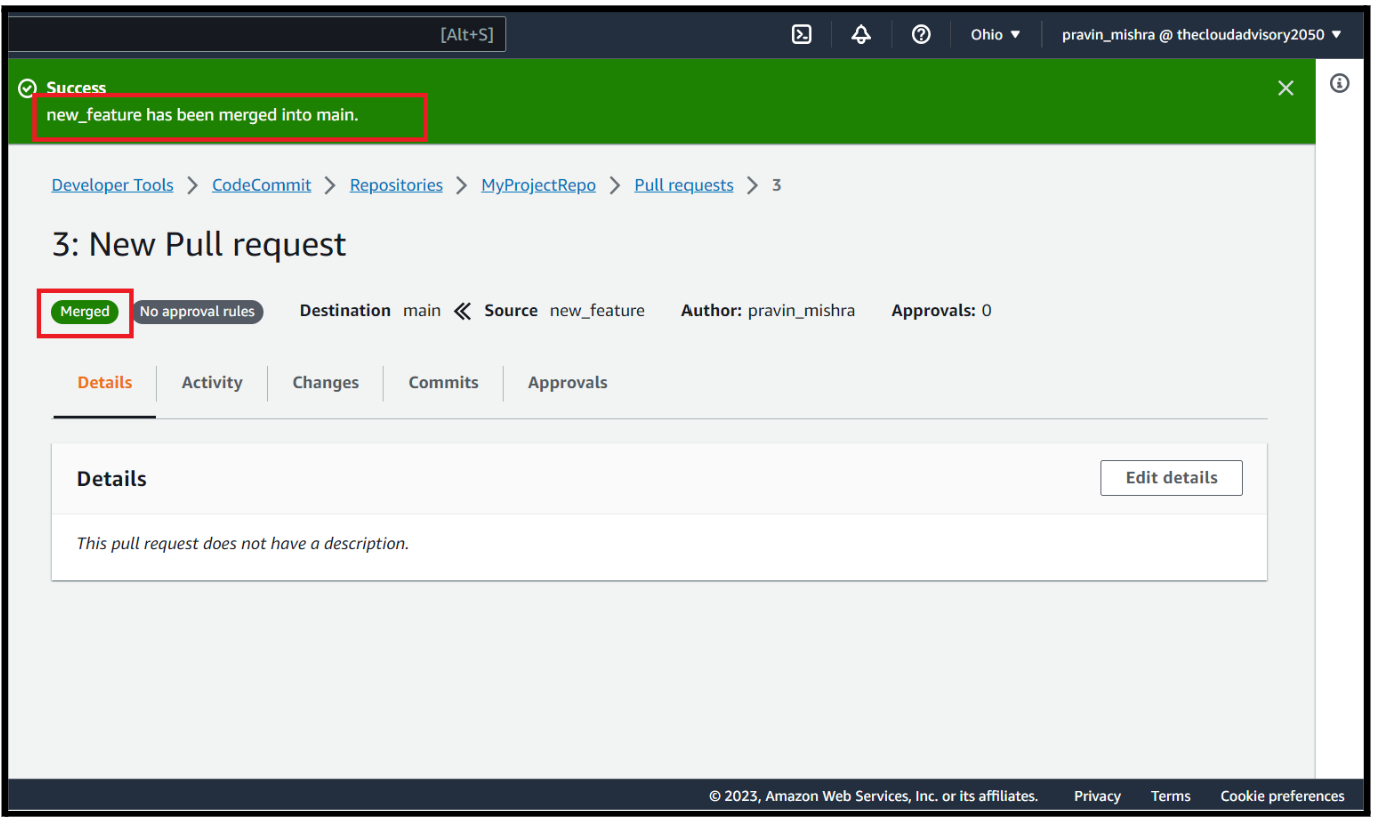 [Alt+S] Ohio ▼ pravin_mishra @ thecloudadvisory2050 ▼
Success
new_feature has been merged into main.
Developer Tools > CodeCommit > Repositories > MyProjectRepo > Pull requests > 3
3: New Pull request
Merged No approval rules Destination main Source new_feature Author: pravin_mishra Approvals: 0
Details Activity Changes Commits Approvals
Details Edit details
This pull request does not have a description.
© 2023, Amazon Web Services, Inc. or its affiliates. Privacy Terms Cookie preferences